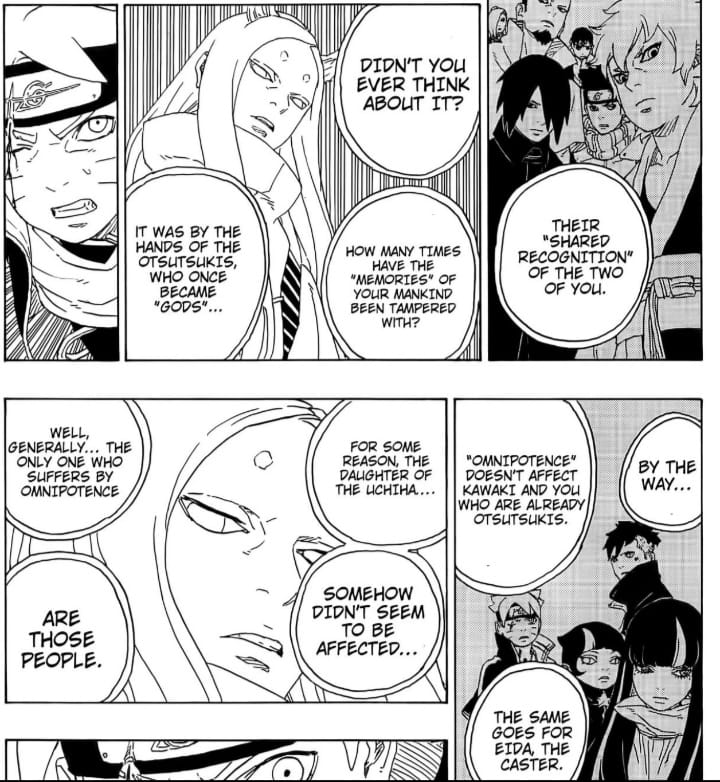 THEIR
"SHARED
RECOGNITION"
OF THE TWO
OF YOU.
DIDN'T YOU
EVER THINK
ABOUT IT?
HOW MANY TIMES
HAVE THE
"MEMORIES" OF
YOUR MANKIND
BEEN TAMPERED
WITH?
IT WAS BY THE
HANDS OF THE
OTSUTSUKIS,
WHO ONCE
BECAME
"GODS"...
BY THE
WAY...
"OMNIPOTENCE"
DOESN'T AFFECT
KAWAKI AND YOU
WHO ARE ALREADY
OTSUTSUKIS.
THE SAME
GOES FOR
EIDA, THE
CASTER.
FOR SOME
REASON, THE
DAUGHTER OF
THE UCHIHA....
SOMEHOW
DIDN'T SEEM
TO BE
AFFECTED...
WELL,
GENERALLY... THE
ONLY ONE WHO
SUFFERS BY
OMNIPOTENCE
ARE
THOSE
PEOPLE.